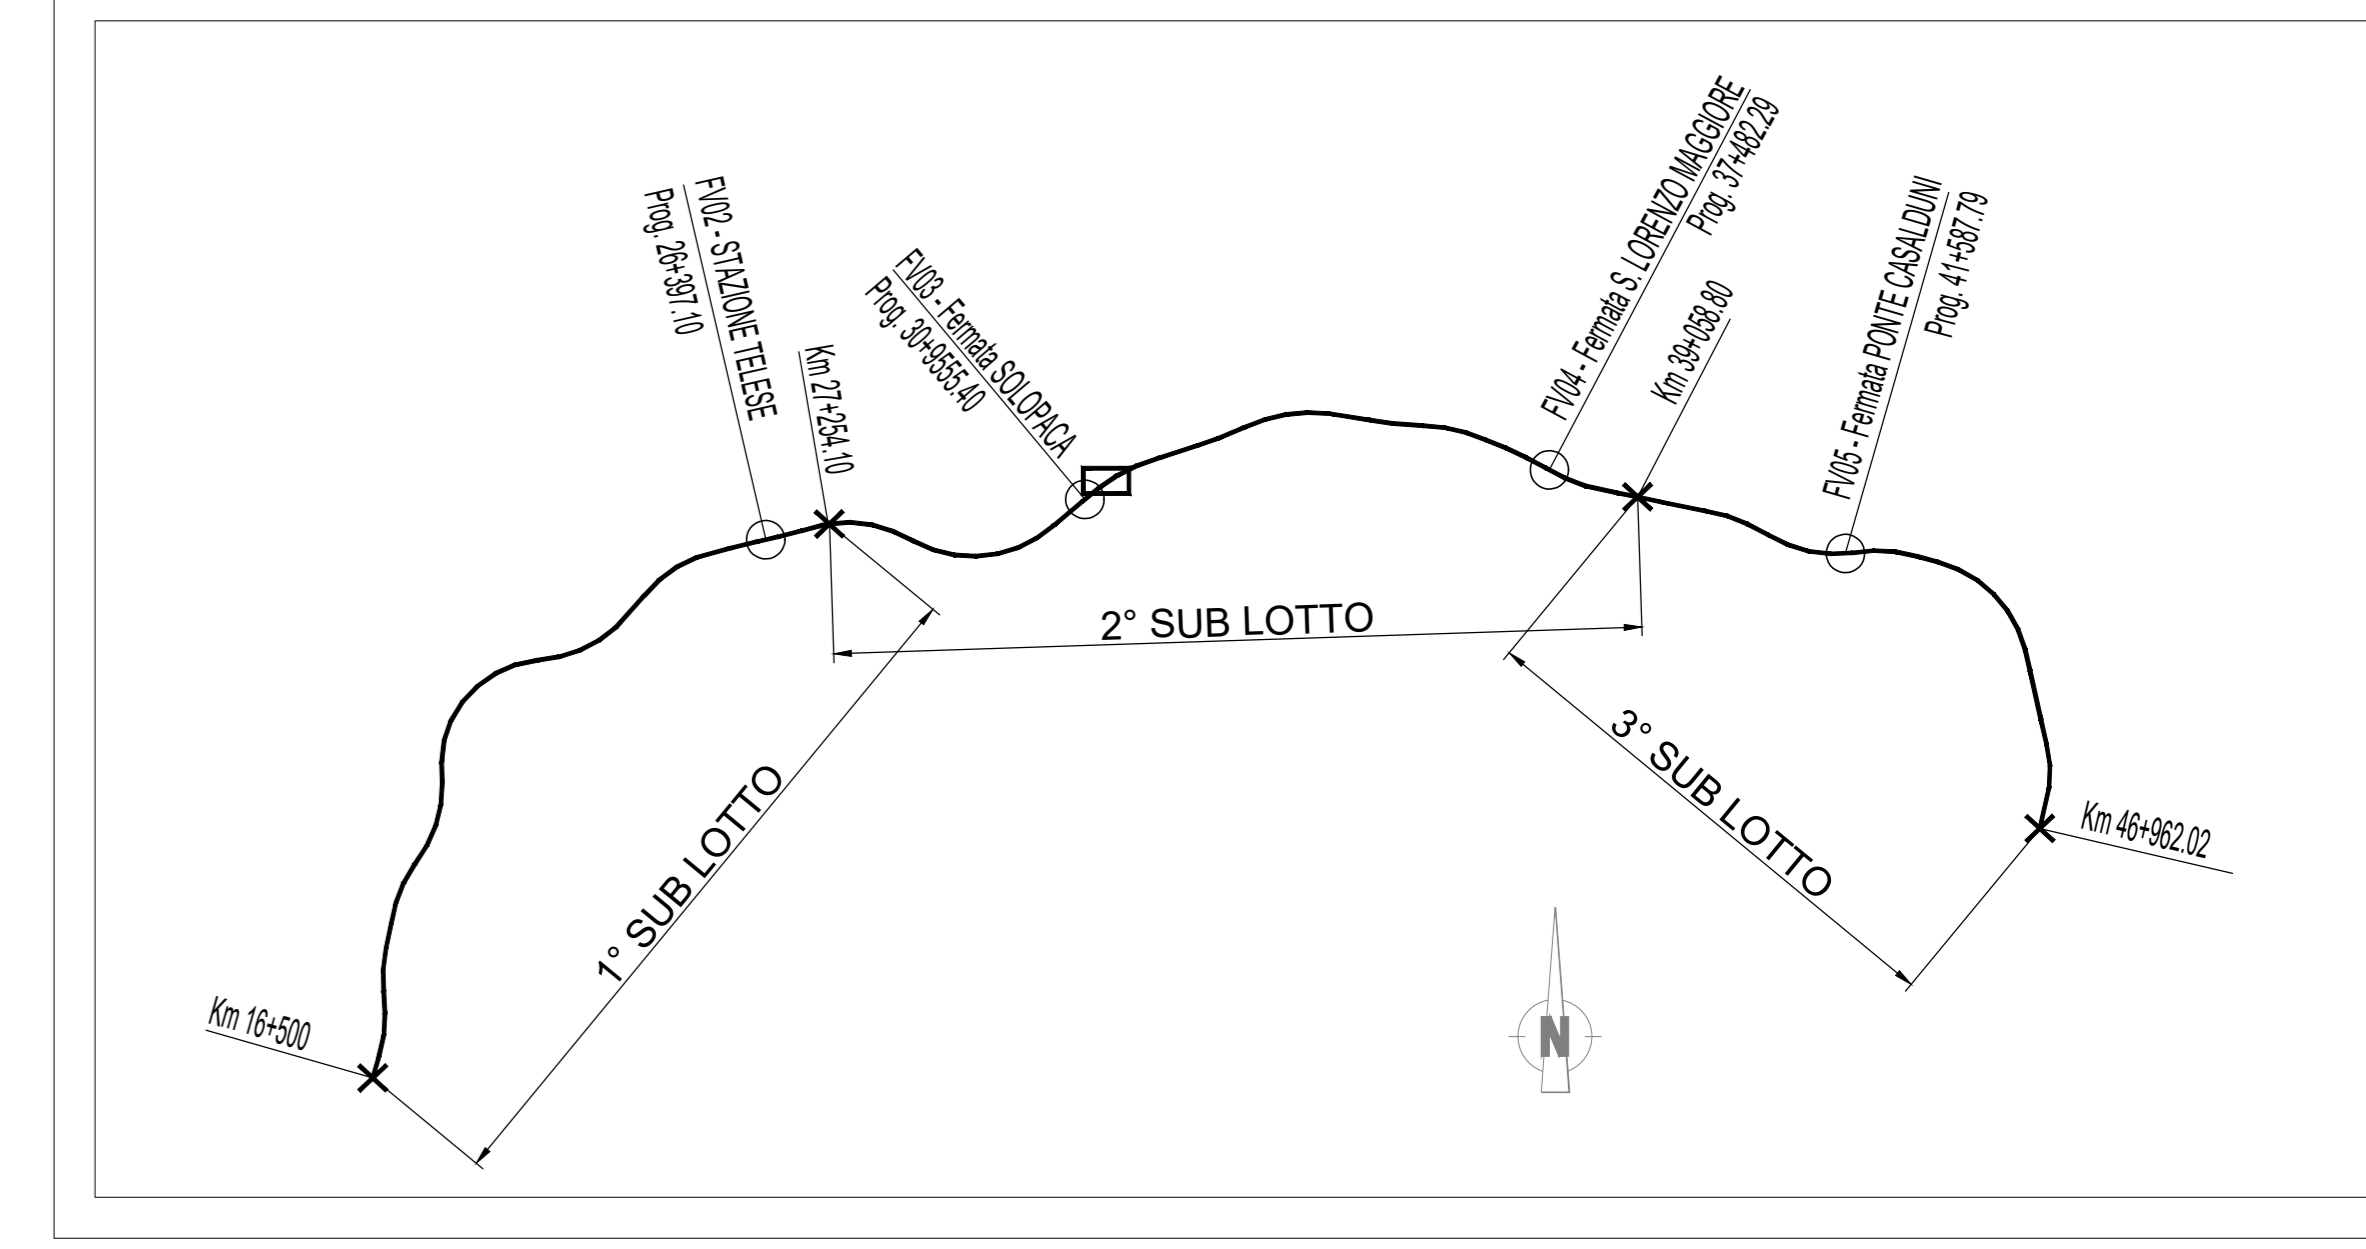 FV02 - STAZIONE TELESE
Prog. 26+397.10
Km 27+254.10
FV03 - Fermata SOLOPACA
Prog. 30+9555.40
FV04 - Fermata S. LORENZO MAGGIORE
Prog. 37+482.29
Km 39+058.80
FV05 - Fermata PONTE CASALDUNI
Prog. 41+587.79
2° SUB LOTTO
1° SUB LOTTO
3° SUB LOTTO
Km 46+962.02
Km 16+500
N